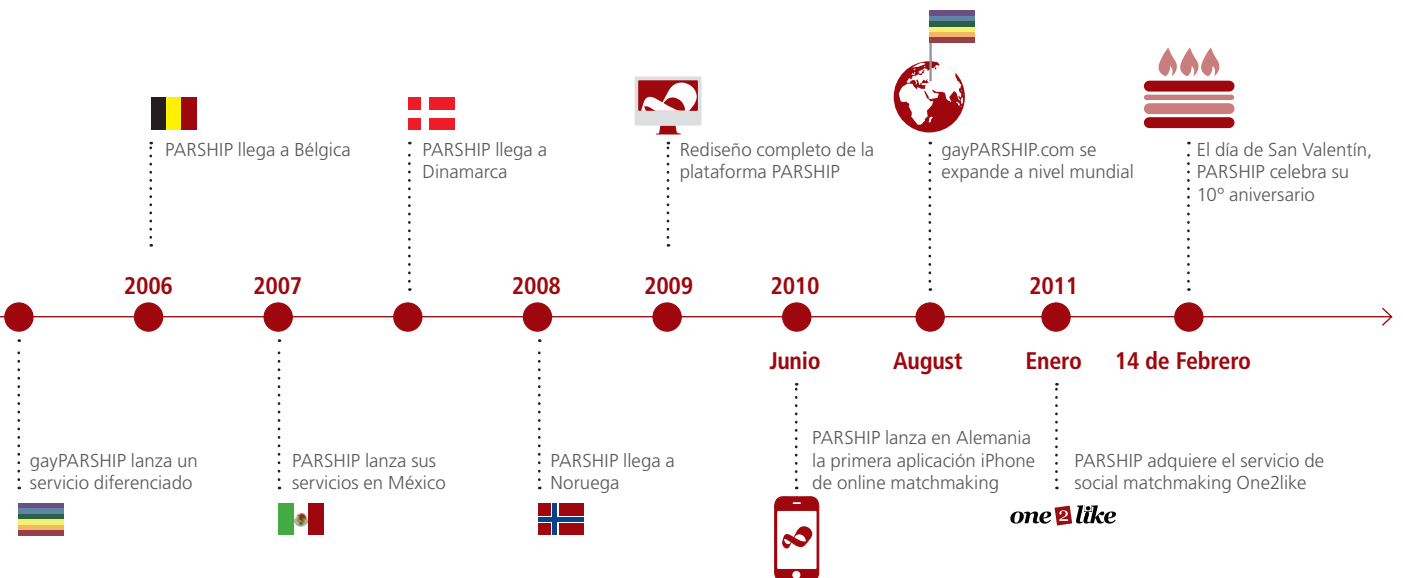 PARSHIP llega a Bélgica
PARSHIP llega a
Dinamarca
Rediseño completo de la
plataforma PARSHIP
gayPARSHIP.com se
expande a nivel mundial
El día de San Valentín,
PARSHIP celebra su
10º aniversario
2006
2007
2008
2009
2010
2011
Junio
August
Enero
14 de Febrero
gayPARSHIP lanza un
servicio diferenciado
PARSHIP lanza sus
servicios en México
PARSHIP llega a
Noruega
PARSHIP lanza en Alemania
la primera aplicación iPhone
de online matchmaking
PARSHIP adquiere el servicio de
social matchmaking One2like
one 2 like